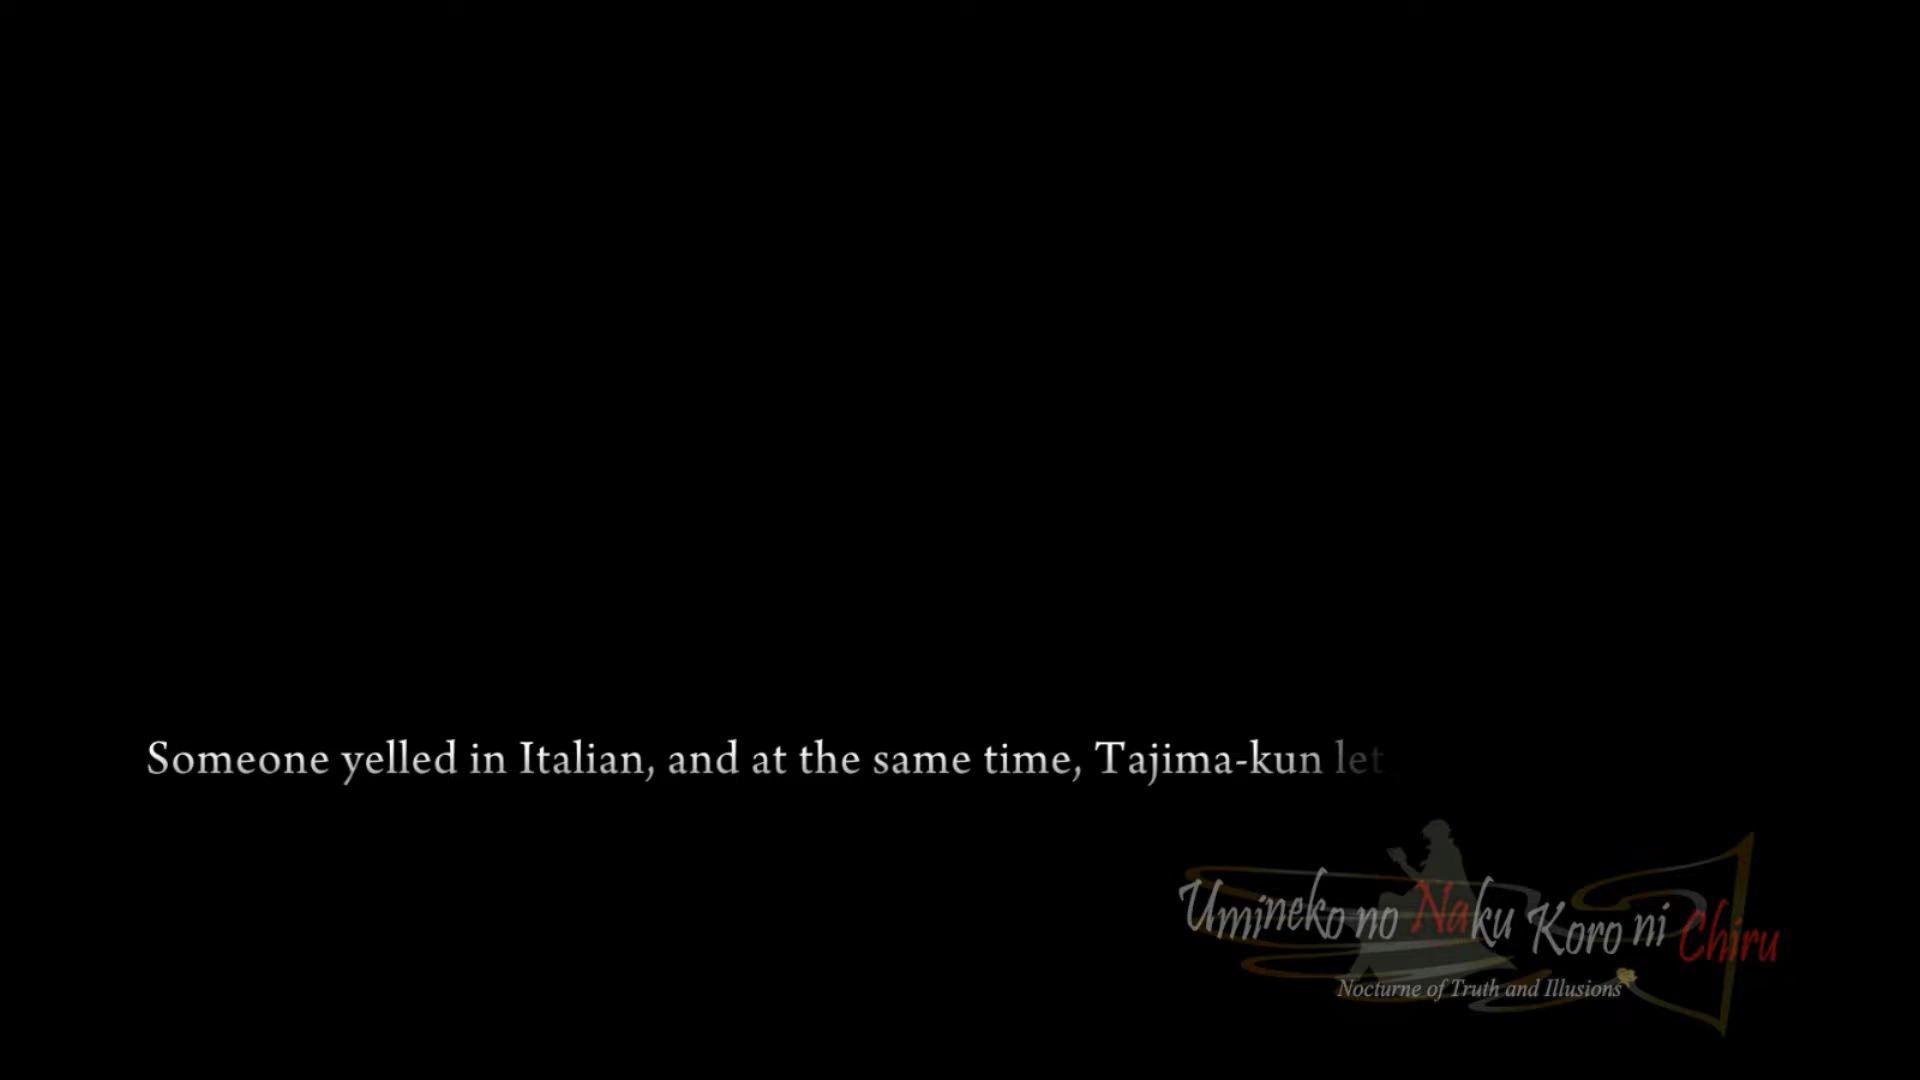 Someone yelled in Italian, and at the same time, Tajima-kun let
Umineko no Naku Koro ni Chiru
Nocturne of Truth and Illusions